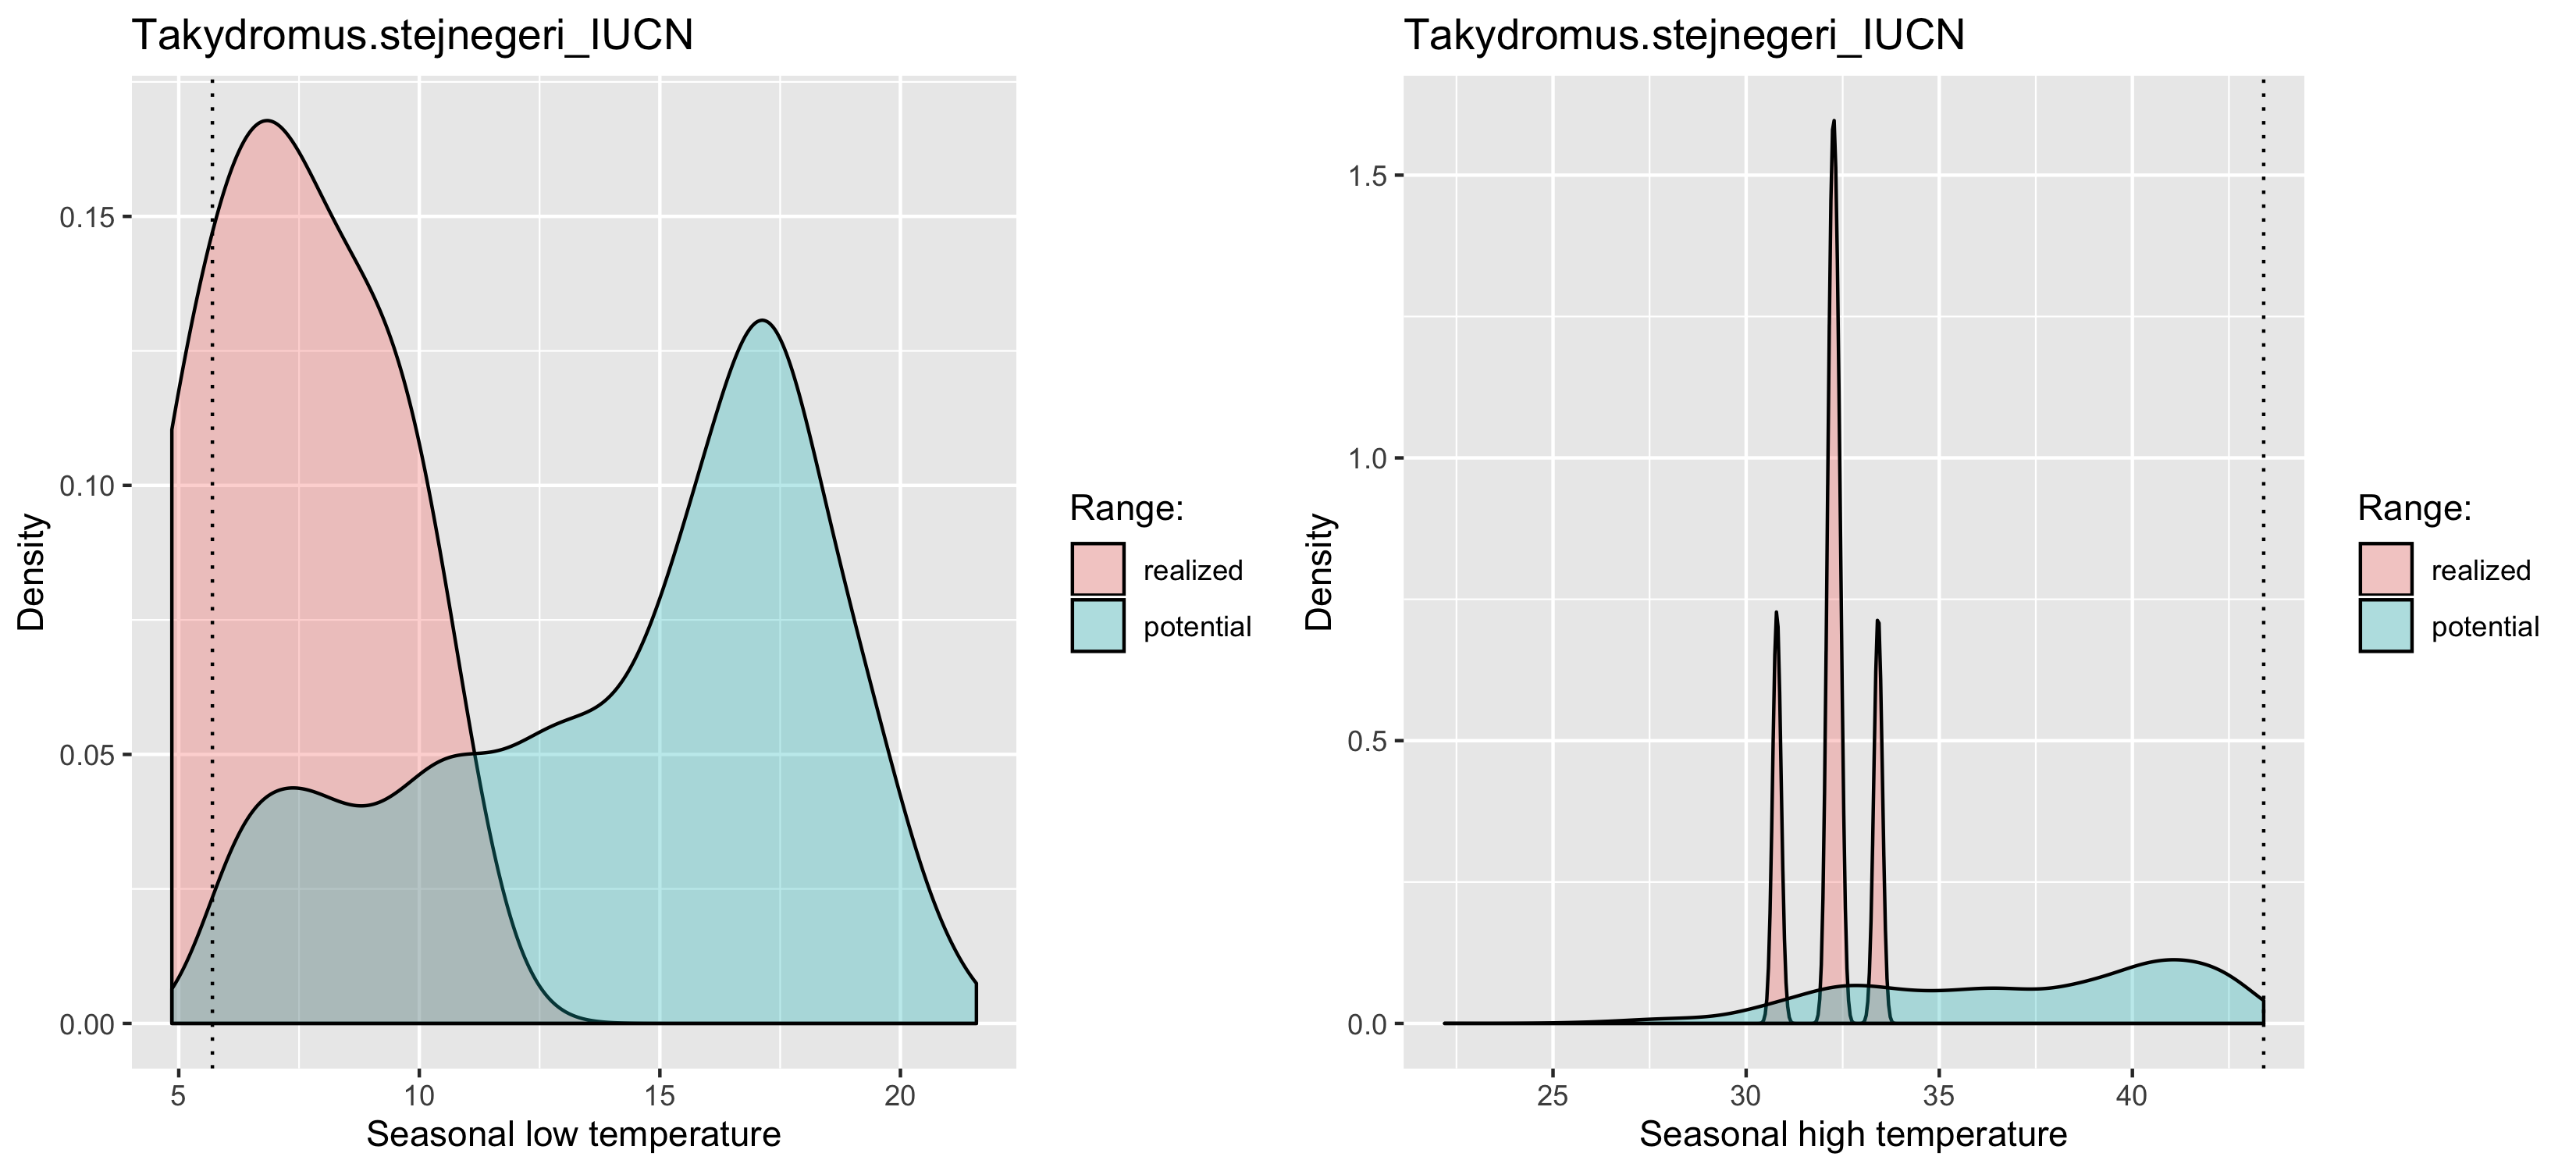 Takydromus.stejnegeri_IUCN
Density
0.15
0.10
0.05
0.00
5 10 15 20
Seasonal low temperature
Range:
realized
potential
Takydromus.stejnegeri_IUCN
Density
1.5
1.0
0.5
0.0
25 30 35 40
Seasonal high temperature
Range:
realized
potential